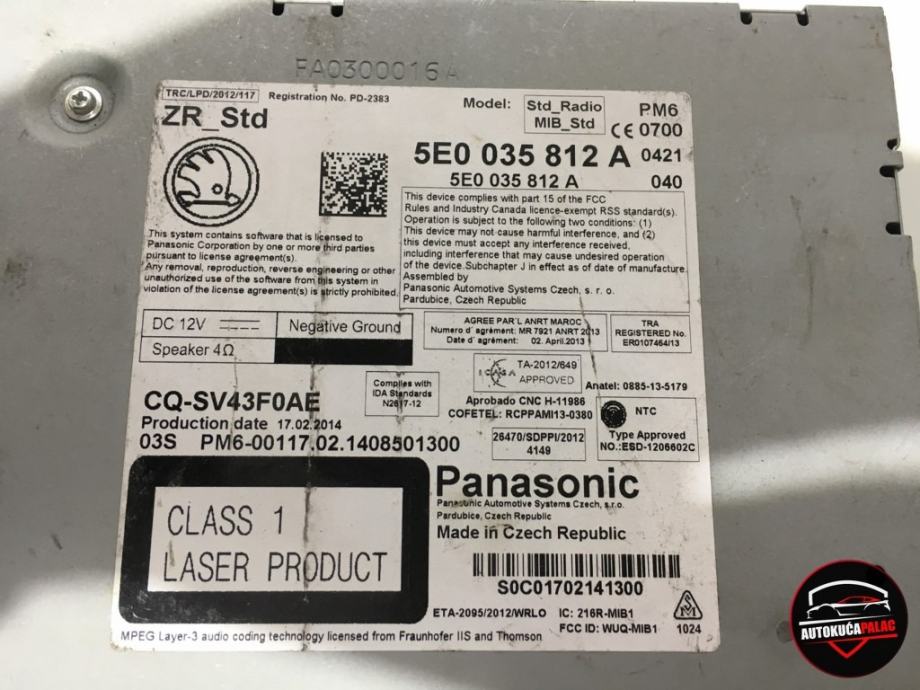 FA0300016A
TRC/LPD/2012/117 Registration No. PD-2383
ZR_Std
Model: Std_Radio
MIB_Std
PM6
CE 0700
5E0 035 812 A 0421
5E0 035 812 A 040
This system contains software that is licensed to
Panasonic Corporation by one or more third parties
pursuant to license agreement(s).
Any removal, reproduction, reverse engineering or other
unauthorized use of the software from this system in
violation of the license agreement(s) is strictly prohibited.
This device complies with part 15 of the FCC
Rules and Industry Canada licence-exempt RSS standard(s).
Operation is subject to the following two conditions: (1)
This device may not cause harmful interference, and (2)
this device must accept any interference received,
including interference that may cause undesired operation
of the device.Subchapter J in effect as of date of manufacture.
Assembled by
Panasonic Automotive Systems Czech, s. r. o.
Pardubice, Czech Republic
DC 12V Negative Ground
Speaker 4Ω
AGREE PAR'L ANRT MAROC
Numero d'agrément: MR 7921 ANRT 2013
Date d'agrément: 02. April.2013
TRA
REGISTERED No.
ER0107464/13
ICASA TA-2012/649
APPROVED
Anatel: 0885-13-5179
Complies with
IDA Standards
N2617-12
Aprobado CNC H-11986
COFETEL: RCPPAMI13-0380
NTC
Type Approved
NO.:ESD-1206602C
26470/SDPPI/2012
4149
CQ-SV43F0AE
Production date 17.02.2014
03S PM6-00117.02.1408501300
CLASS 1
LASER PRODUCT
Panasonic
Panasonic Automotive Systems Czech, s.r.o.
Pardubice, Czech Republic
Made in Czech Republic
S0C01702141300
ETA-2095/2012/WRLO IC: 216R-MIB1
FCC ID: WUQ-MIB1 1024
MPEG Layer-3 audio coding technology licensed from Fraunhofer IIS and Thomson
AUTOKUĆAPALAC